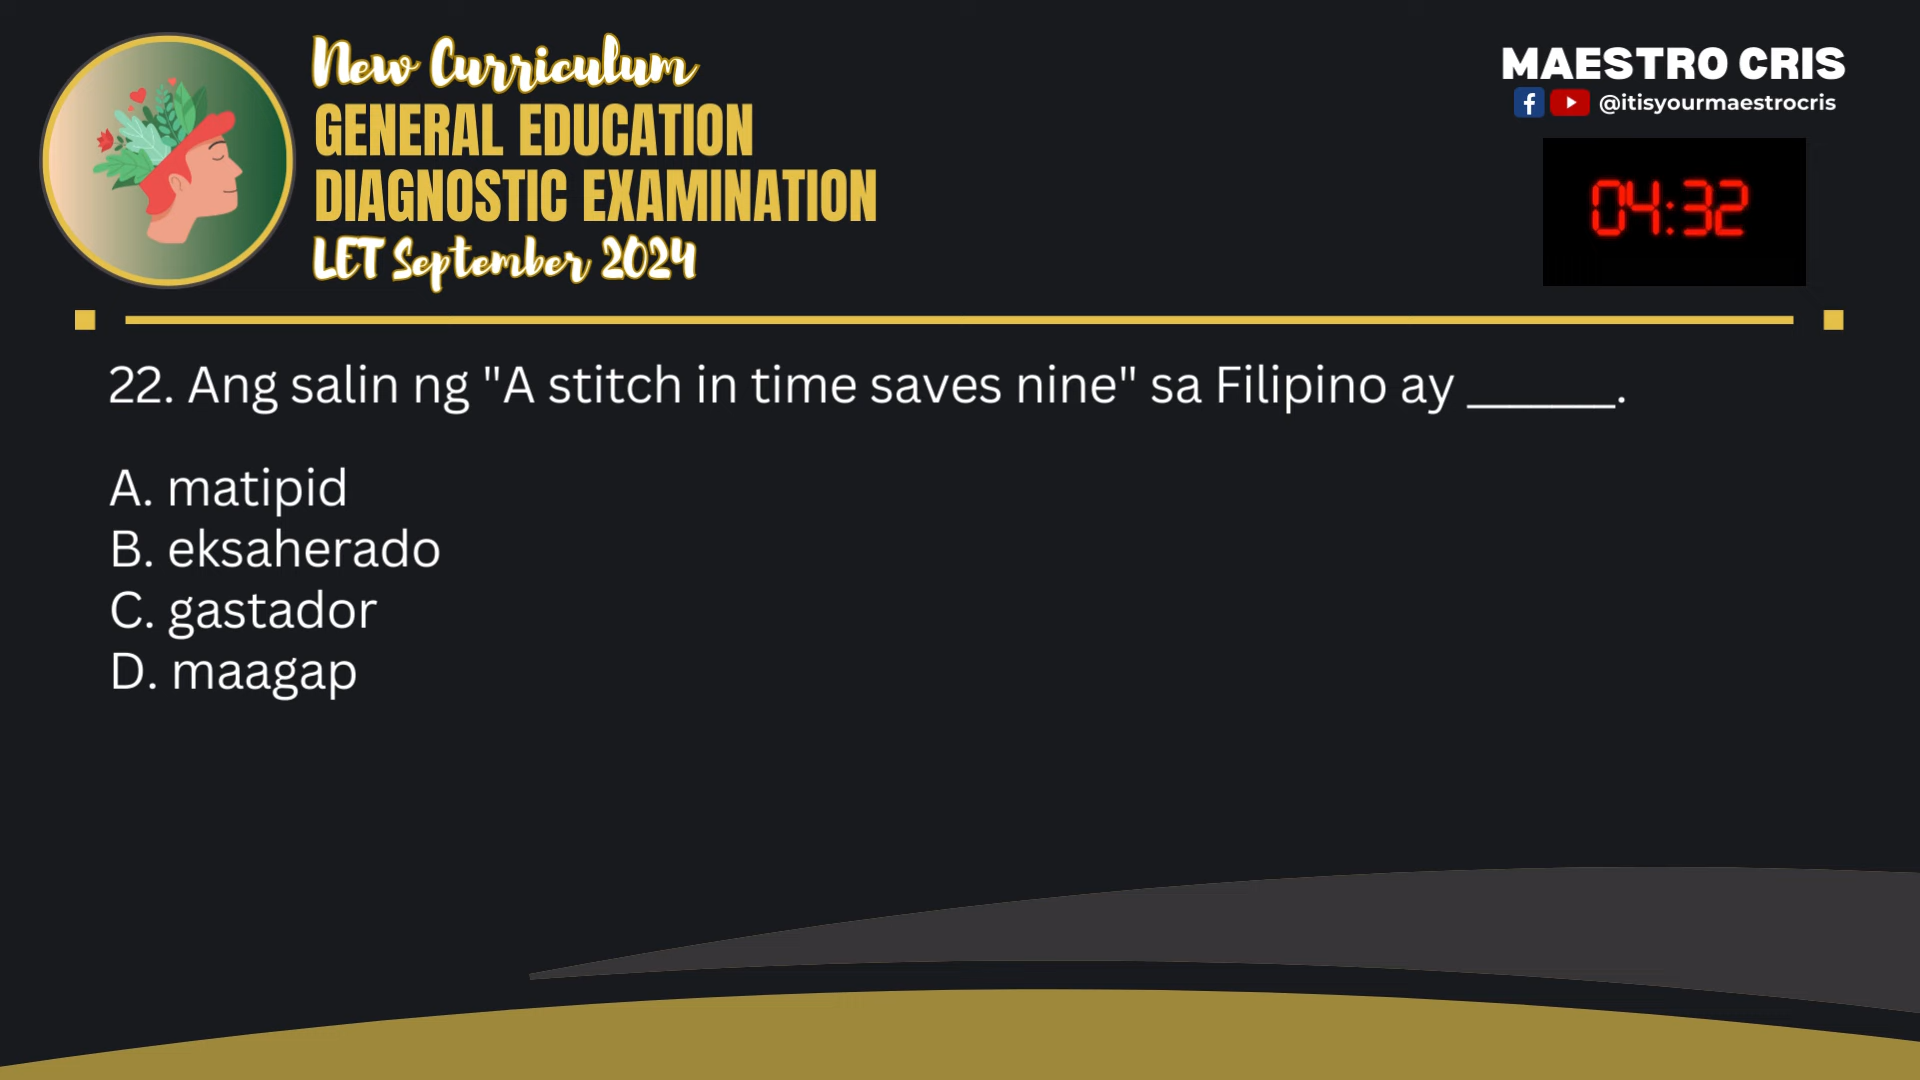 New Curriculum
GENERAL EDUCATION
DIAGNOSTIC EXAMINATION
LET September 2024
MAESTRO CRIS
@itisyourmaestrocris
04:32
22. Ang salin ng "A stitch in time saves nine" sa Filipino ay ______.
A. matipid
B. eksaherado
C. gastador
D. maagap